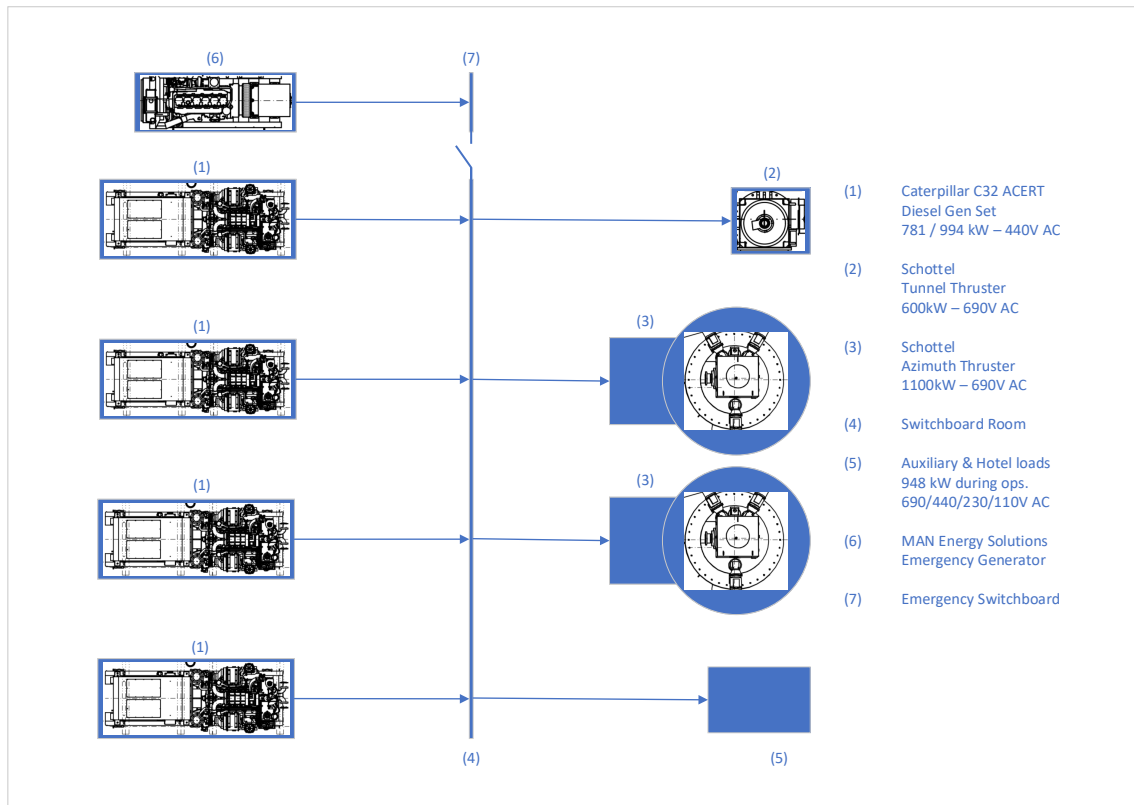 (6)
(7)
(1)
(2)
(1)
(3)
(1)
(3)
(1)
(4)
(5)
(1) Caterpillar C32 ACERT
Diesel Gen Set
781 / 994 kW – 440V AC
(2) Schottel
Tunnel Thruster
600kW – 690V AC
(3) Schottel
Azimuth Thruster
1100kW – 690V AC
(4) Switchboard Room
(5) Auxiliary & Hotel loads
948 kW during ops.
690/440/230/110V AC
(6) MAN Energy Solutions
Emergency Generator
(7) Emergency Switchboard